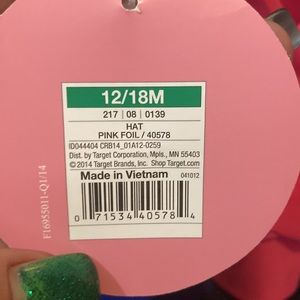 12/18M
217 | 08 | 0139
HAT
PINK FOIL / 40578
ID044404 CRB14_01A12-0259
Dist. by Target Corporation, Mpls., MN 55403
©2014 Target Brands, Inc. Shop Target.com
Made in Vietnam
041012
0 71534 40578 4
F16955011-Q1/14